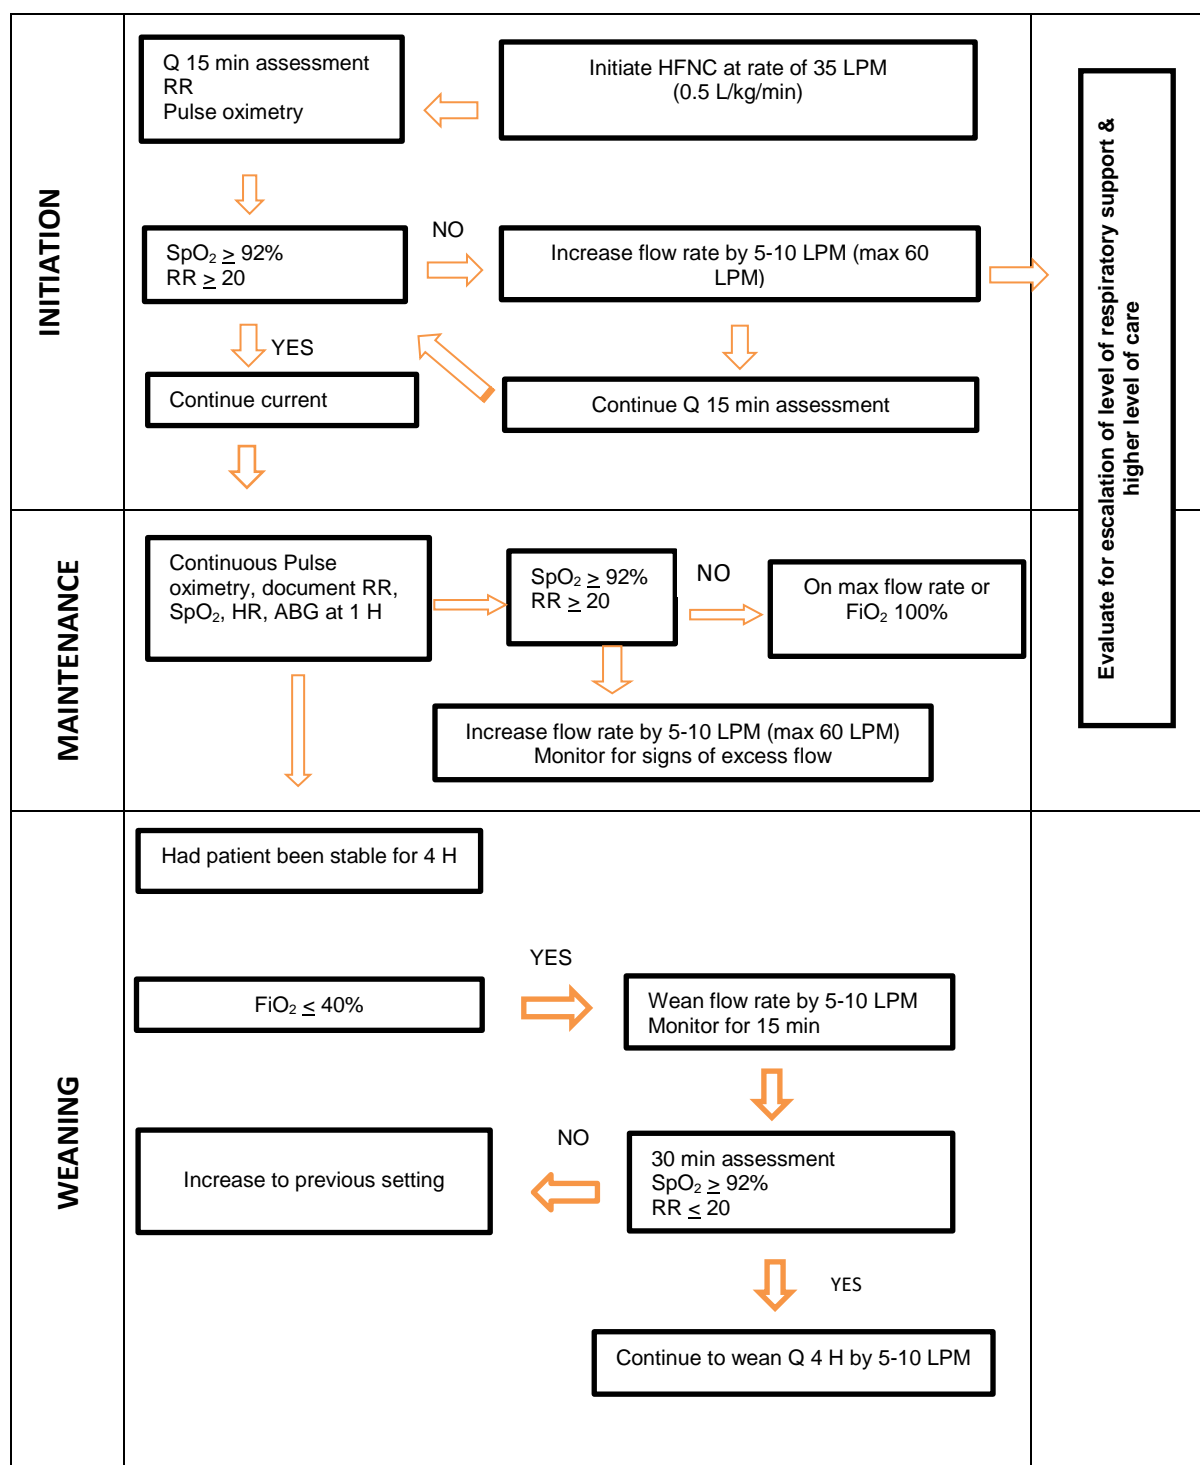 INITIATION
Q 15 min assessment
RR
Pulse oximetry
Initiate HFNC at rate of 35 LPM
(0.5 L/kg/min)
SpO₂ ≥ 92%
RR ≥ 20
NO
Increase flow rate by 5-10 LPM (max 60
LPM)
YES
Continue current
Continue Q 15 min assessment
Evaluate for escalation of level of respiratory support &
higher level of care
MAINTENANCE
Continuous Pulse
oximetry, document RR,
SpO₂, HR, ABG at 1 H
SpO₂ ≥ 92%
RR ≥ 20
NO
On max flow rate or
FiO₂ 100%
Increase flow rate by 5-10 LPM (max 60 LPM)
Monitor for signs of excess flow
WEANING
Had patient been stable for 4 H
FiO₂ ≤ 40%
YES
Wean flow rate by 5-10 LPM
Monitor for 15 min
30 min assessment
SpO₂ ≥ 92%
RR ≤ 20
NO
Increase to previous setting
YES
Continue to wean Q 4 H by 5-10 LPM